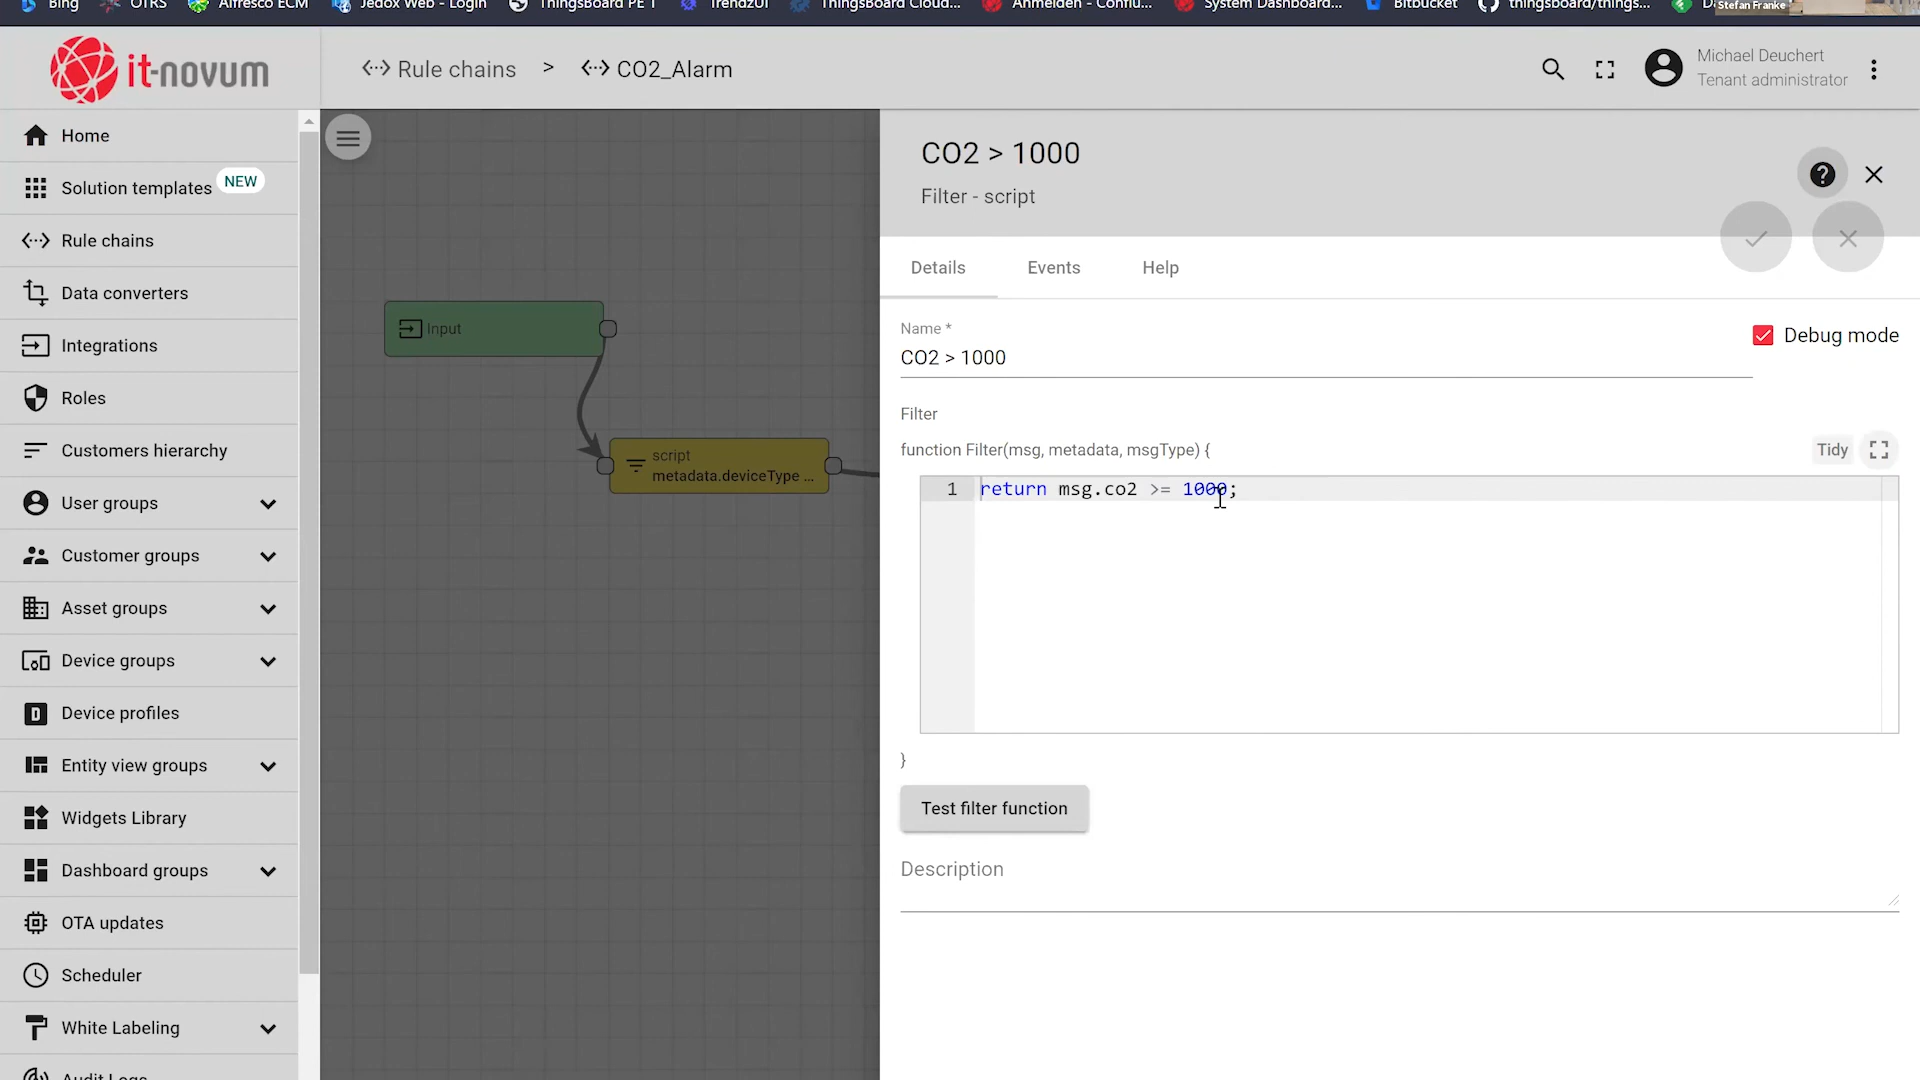 Bing
OTRS
Alfresco ECM
Jedox Web - Login
ThingsBoard PE
TrendzUI
ThingsBoard Cloud...
Anmelden - Conflu...
System Dashboard...
Bitbucket
thingsboard/things...
Stefan Franke
it-novum
Rule chains > CO2_Alarm
Michael Deuchert
Tenant administrator
Home
Solution templates NEW
Rule chains
Data converters
Integrations
Roles
Customers hierarchy
User groups
Customer groups
Asset groups
Device groups
Device profiles
Entity view groups
Widgets Library
Dashboard groups
OTA updates
Scheduler
White Labeling
Audit Logs
Input
script
metadata.deviceType ...
CO2 > 1000
Filter - script
Details
Events
Help
Name *
CO2 > 1000
Debug mode
Filter
function Filter(msg, metadata, msgType) {
Tidy
1 return msg.co2 >= 1000;
}
Test filter function
Description